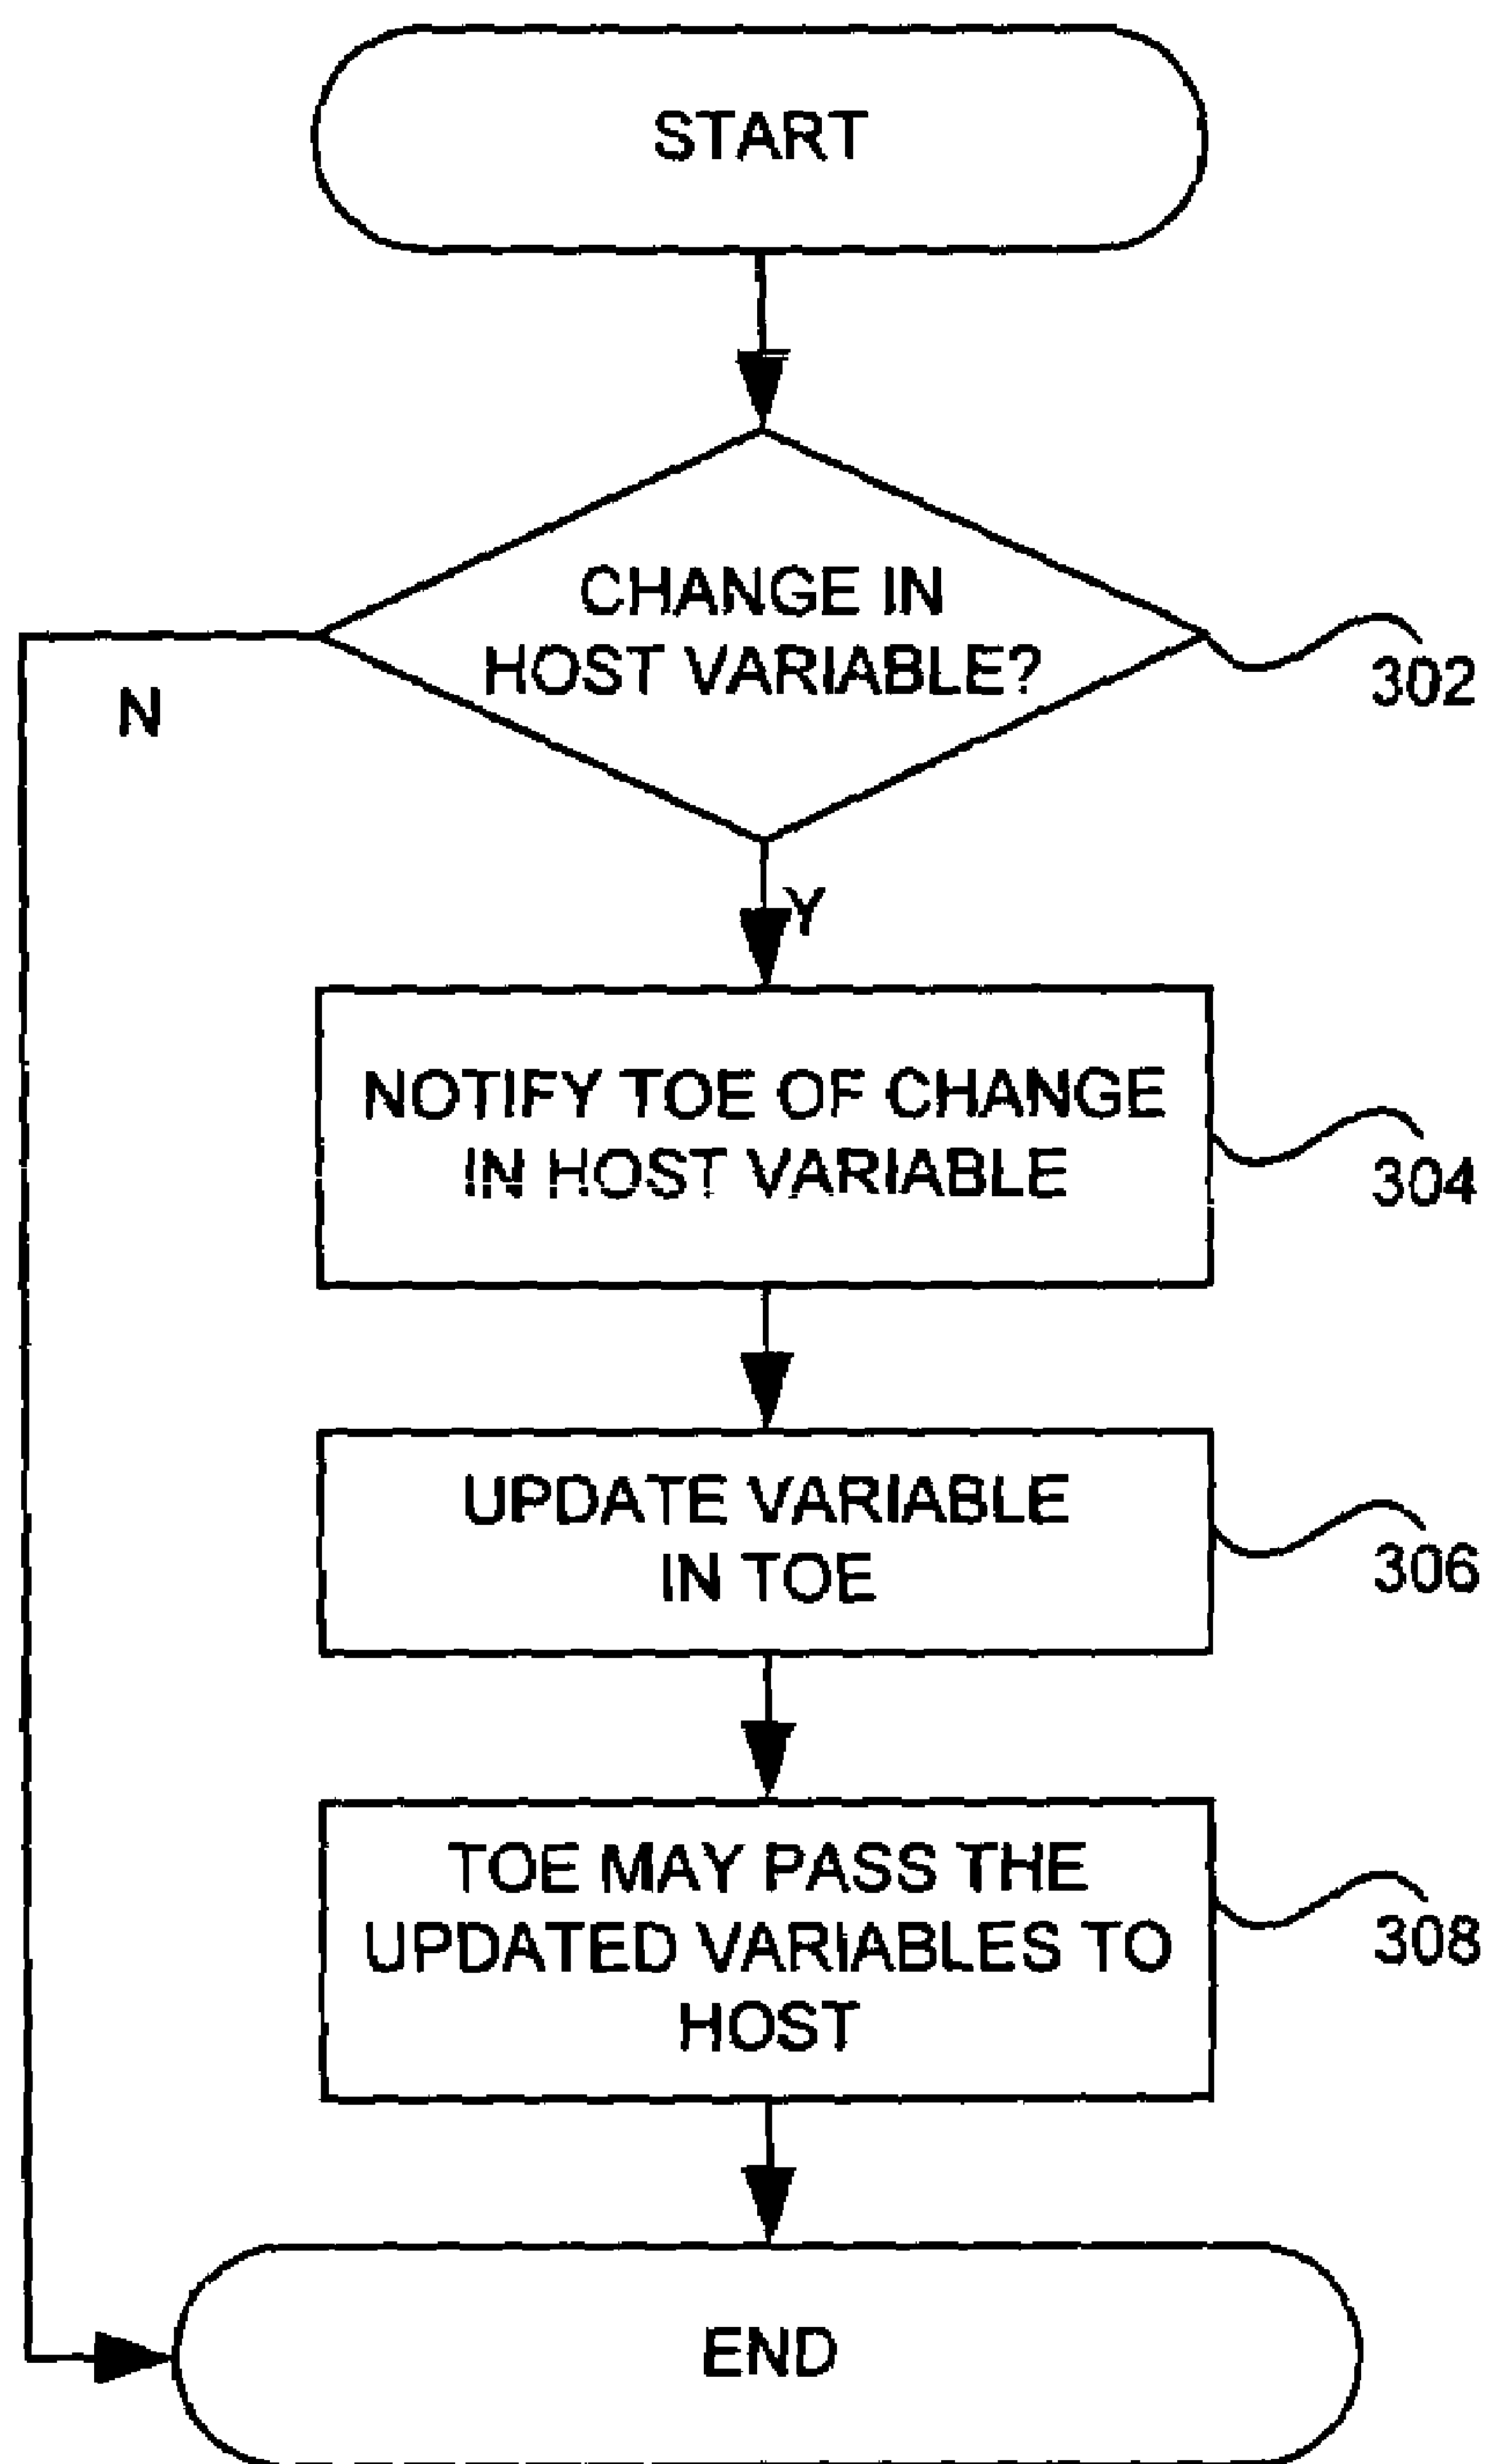 START
CHANGE IN
HOST VARIABLE?
302
N
Y
NOTIFY TOE OF CHANGE
IN HOST VARIABLE
304
UPDATE VARIABLE
IN TOE
306
TOE MAY PASS THE
UPDATED VARIABLES TO
HOST
308
END